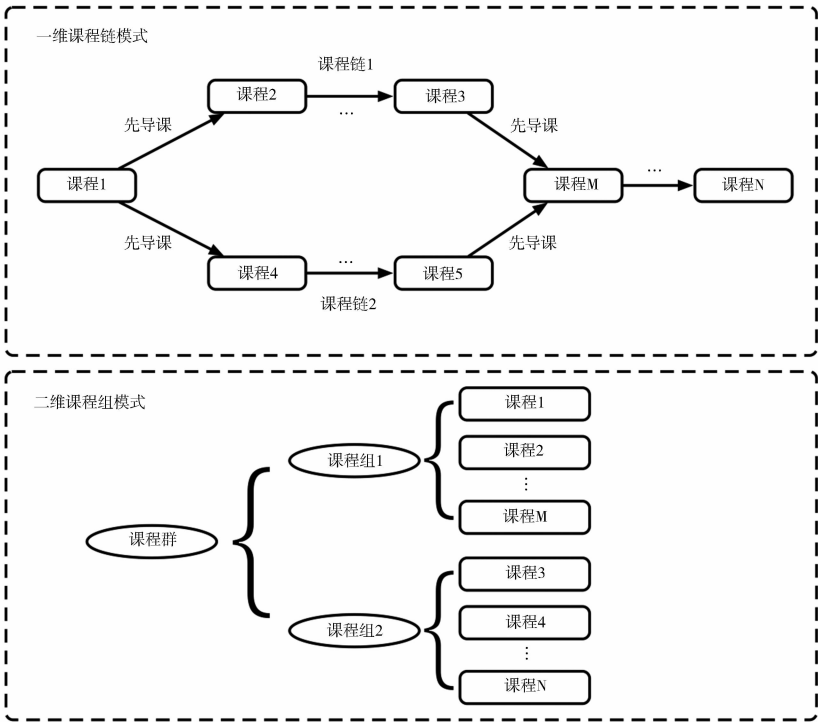 一维课程链模式
课程链1
课程2
...
课程3
先导课
先导课
课程1
课程M
...
课程N
先导课
先导课
课程4
...
课程5
课程链2
二维课程组模式
课程1
课程组1
课程2
⋮
课程M
课程群
课程3
课程组2
课程4
⋮
课程N